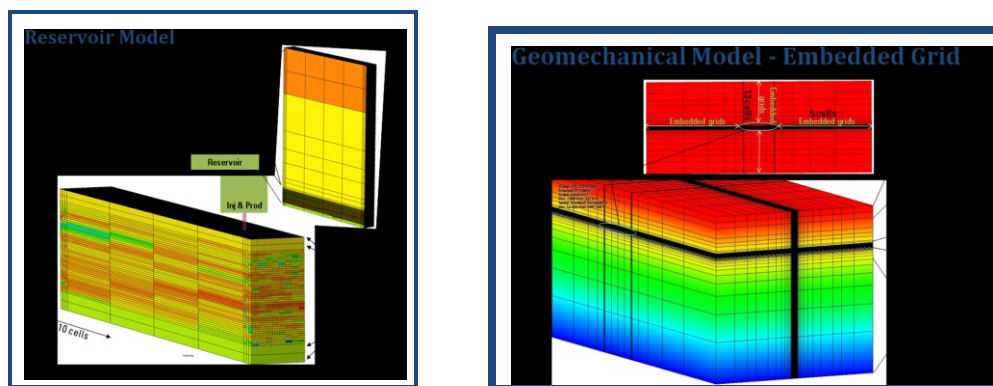 Reservoir Model
Reservoir
Inj & Prod
10 cells
Geomechanical Model - Embedded Grid
13 cells
Embedded
grids
5 cells
Embedded grids
Embedded grids